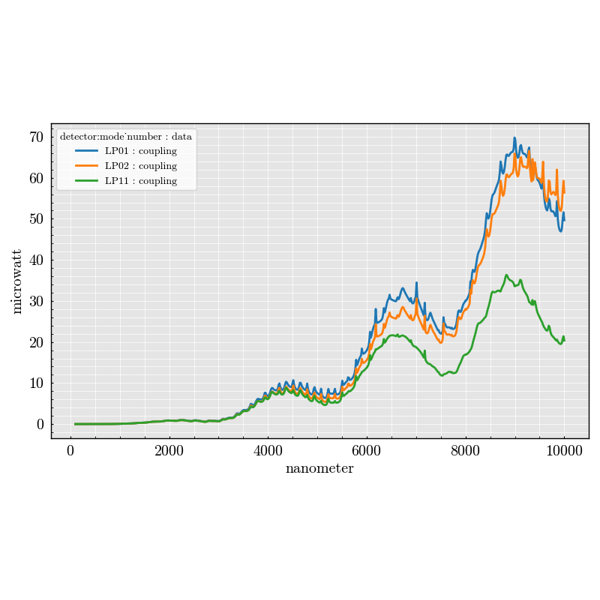 70
60
50
40
30
20
10
0
microwatt
detector:mode'number : data
LP01 : coupling
LP02 : coupling
LP11 : coupling
0 2000 4000 6000 8000 10000
nanometer